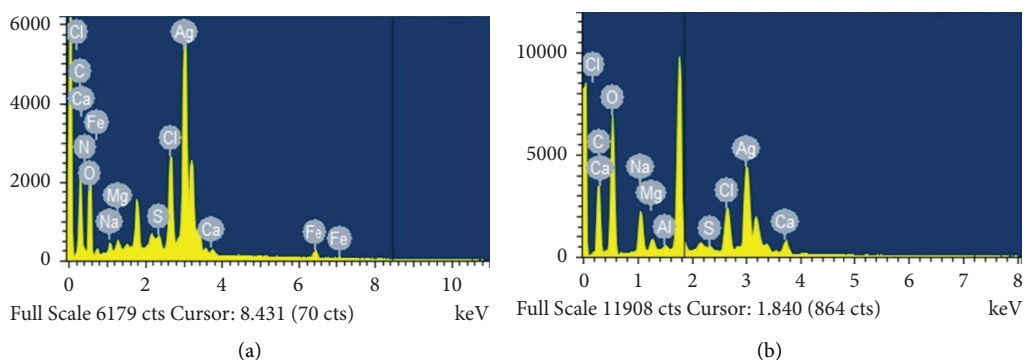 6000
4000
2000
0
Cl
C
Ca
Fe
N
O
Na
Mg
S
Cl
Ag
Ca
Fe
Fe
0 2 4 6 8 10
Full Scale 6179 cts Cursor: 8.431 (70 cts) keV
(a)
10000
5000
0
Cl
O
C
Ca
Na
Mg
Al
S
Cl
Ag
Ca
0 1 2 3 4 5 6 7 8
Full Scale 11908 cts Cursor: 1.840 (864 cts) keV
(b)